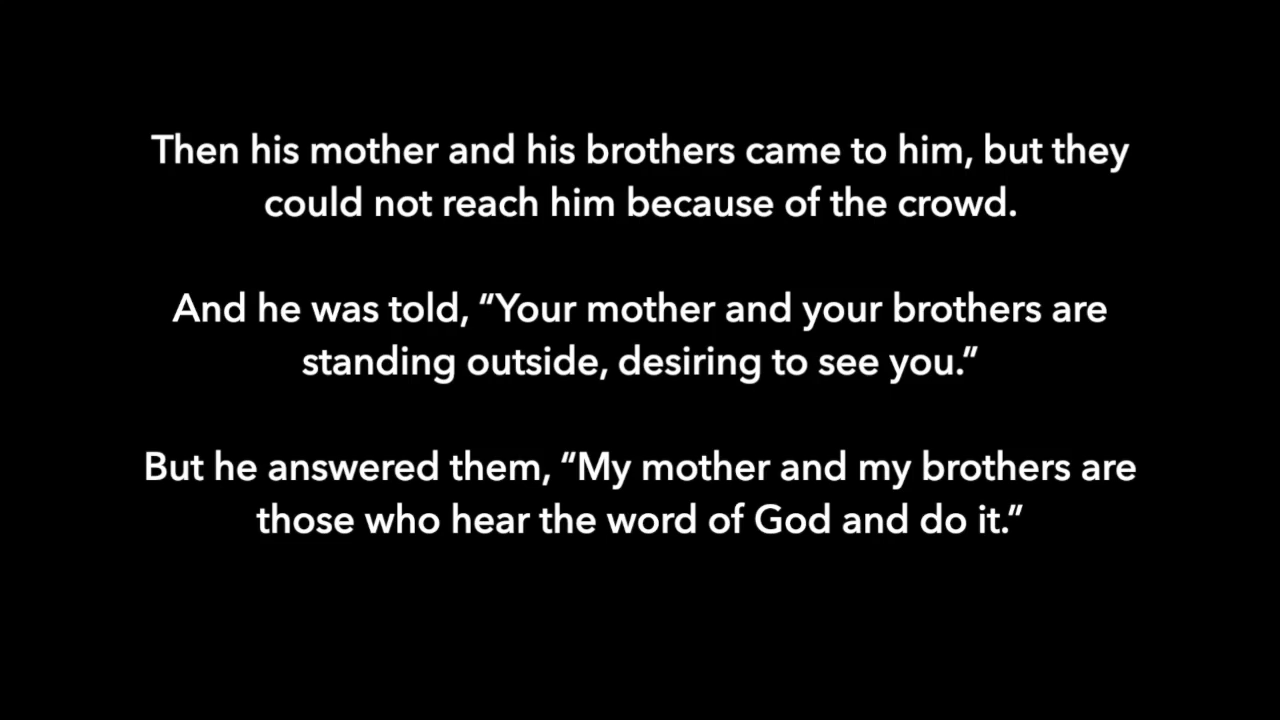 Then his mother and his brothers came to him, but they
could not reach him because of the crowd.
And he was told, “Your mother and your brothers are
standing outside, desiring to see you.”
But he answered them, “My mother and my brothers are
those who hear the word of God and do it.”